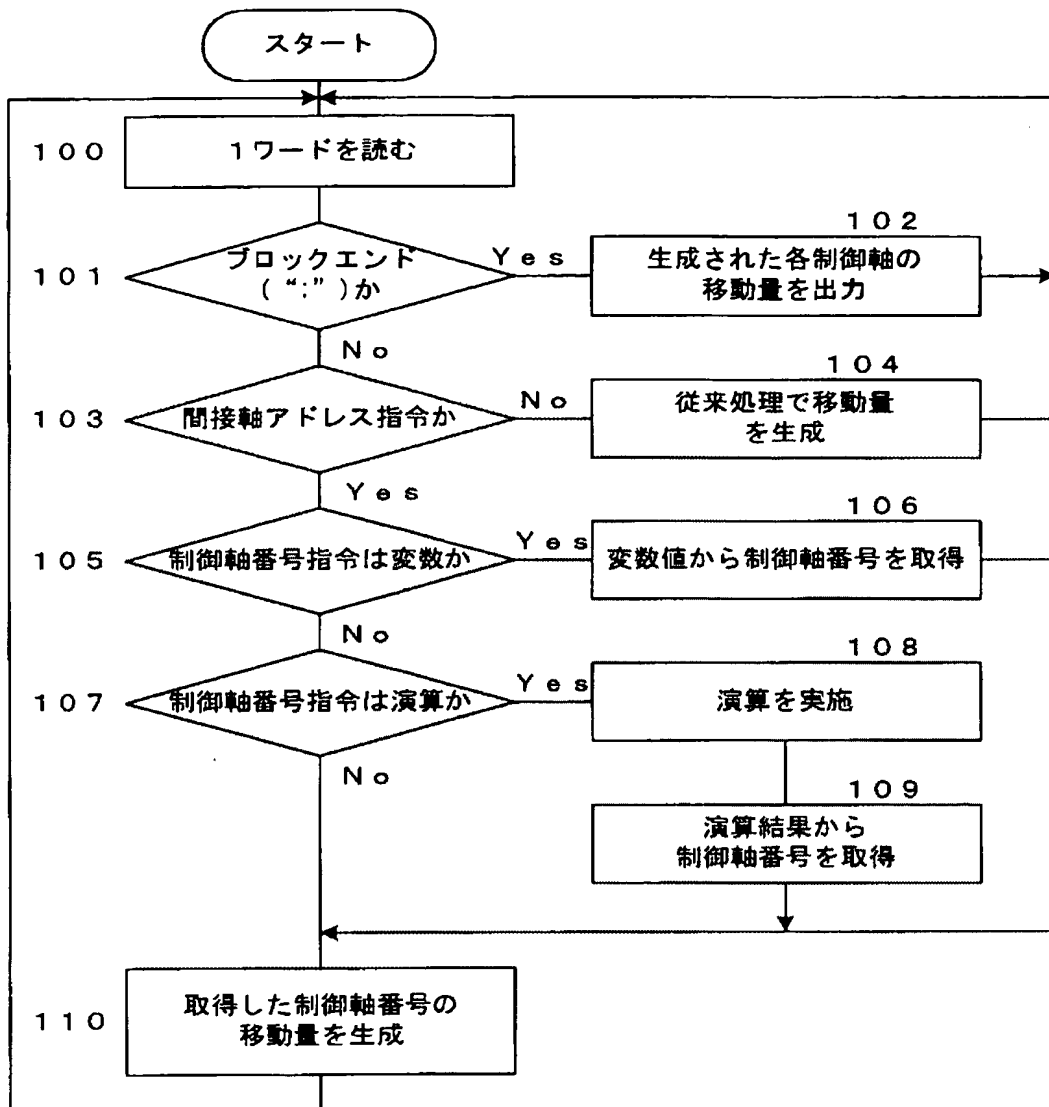 スタート
100
1ワードを読む
101
ブロックエンド
( “;” )か
Yes
102
生成された各制御軸の
移動量を出力
No
103
間接軸アドレス指令か
No
104
従来処理で移動量
を生成
Yes
105
制御軸番号指令は変数か
Yes
106
変数値から制御軸番号を取得
No
107
制御軸番号指令は演算か
Yes
108
演算を実施
No
109
演算結果から
制御軸番号を取得
110
取得した制御軸番号の
移動量を生成